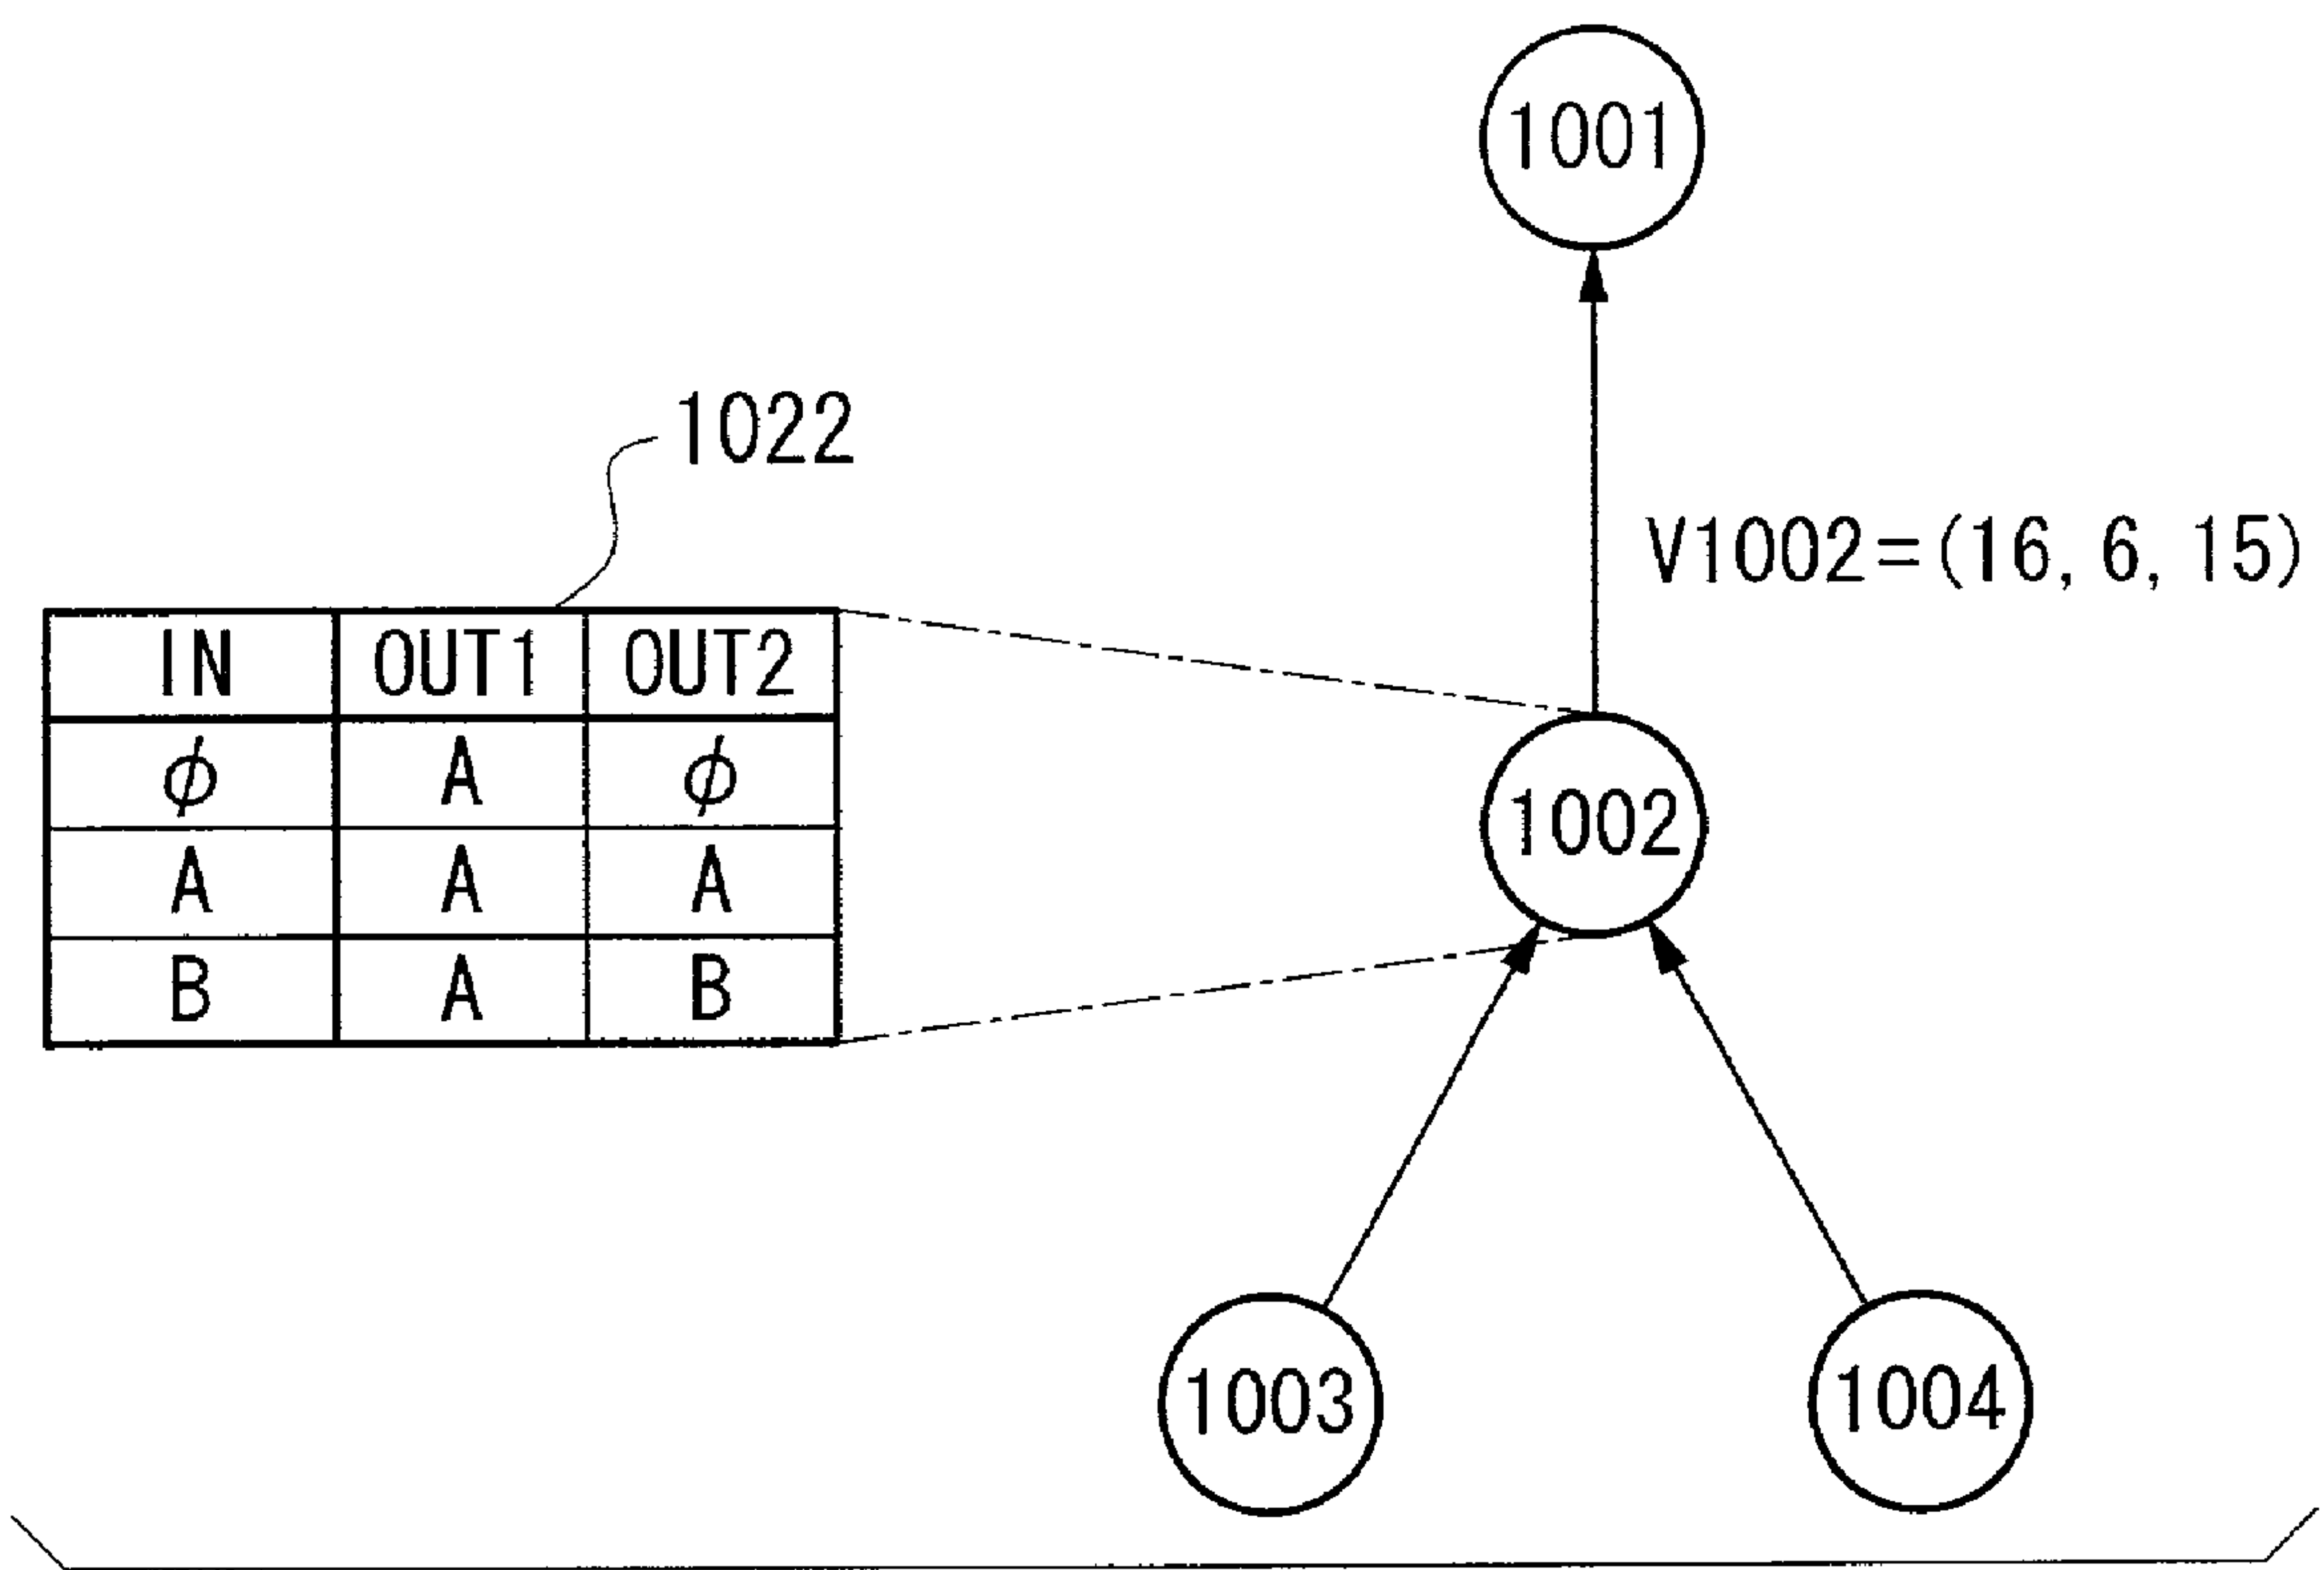 1001
1022
V1002=(16, 6, 15)
IN OUT1 OUT2
ϕ A ϕ
A A A
B A B
1002
1003 1004